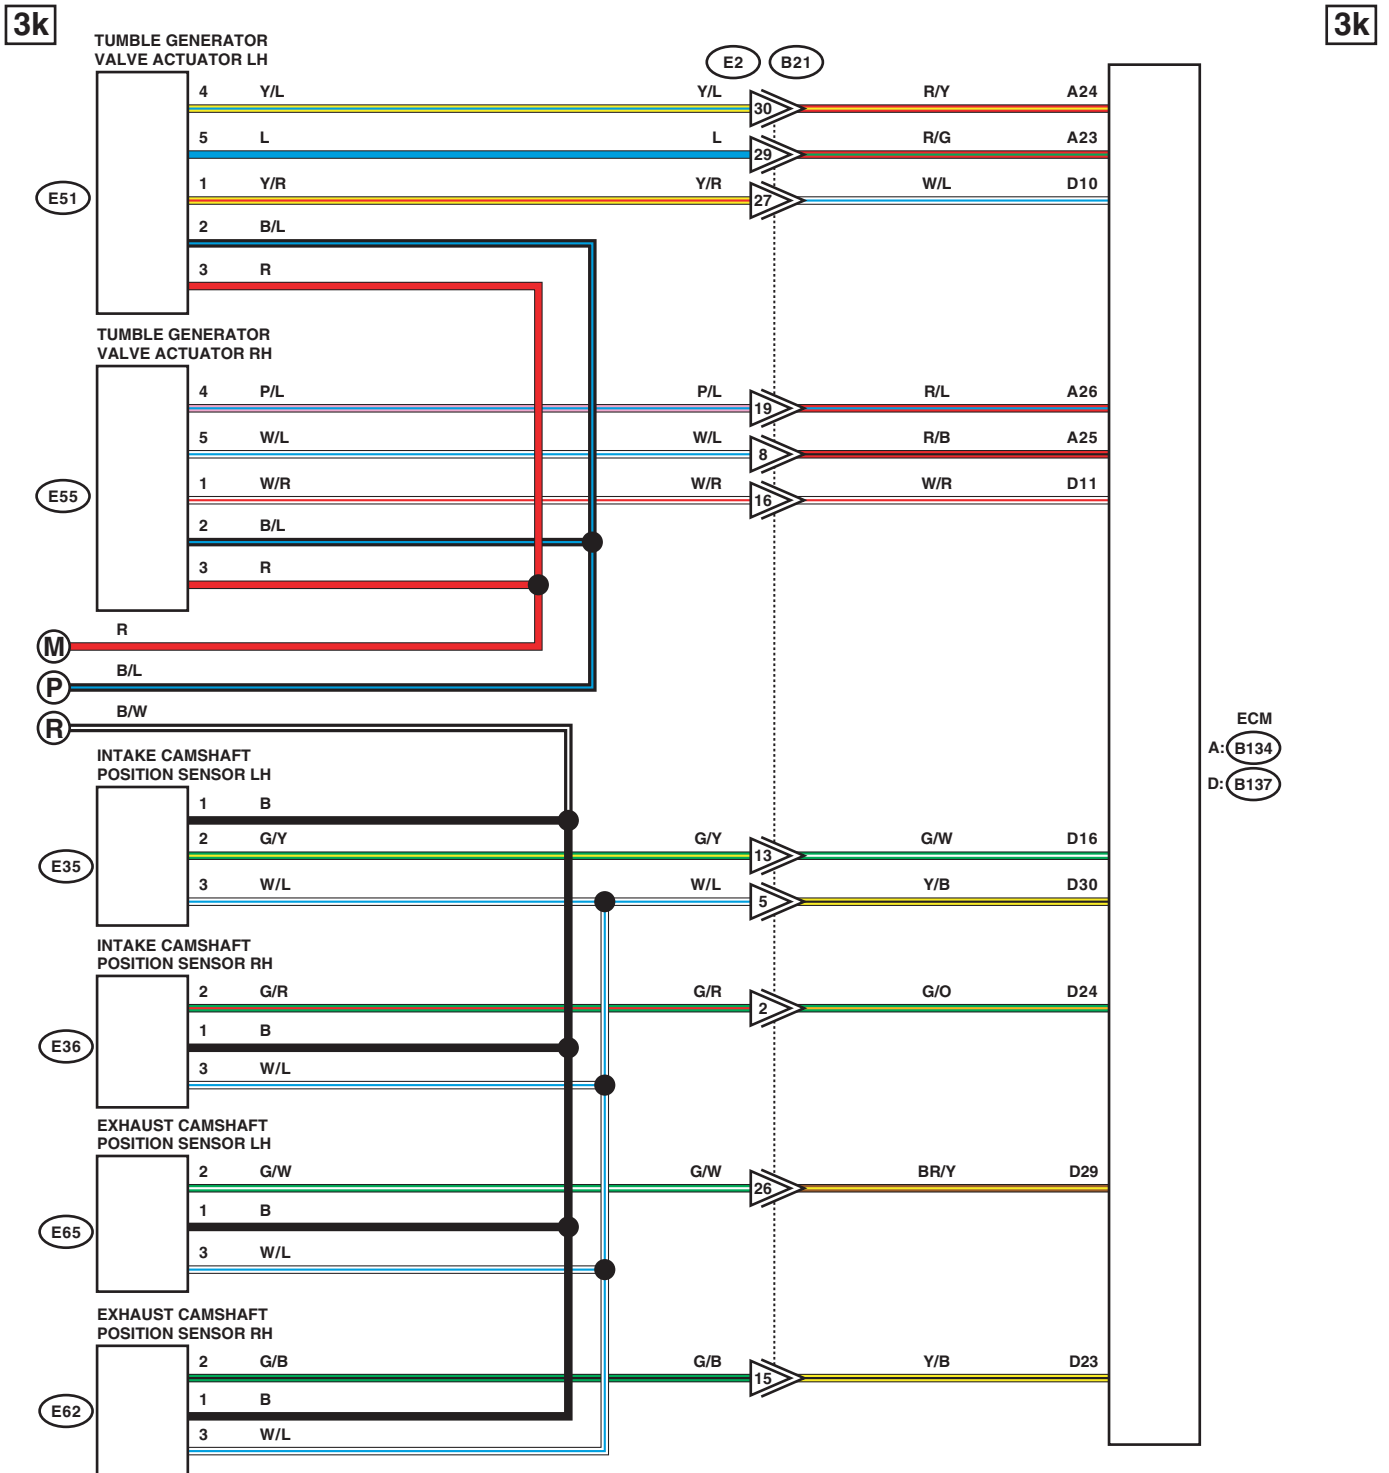 3k
3k
TUMBLE GENERATOR
VALVE ACTUATOR LH
E2 B21
4 Y/L Y/L 30 R/Y A24
5 L L 29 R/G A23
1 Y/R Y/R 27 W/L D10
E51
2 B/L
3 R
TUMBLE GENERATOR
VALVE ACTUATOR RH
4 P/L P/L 19 R/L A26
5 W/L W/L 8 R/B A25
1 W/R W/R 16 W/R D11
E55
2 B/L
3 R
M R
P B/L
R B/W
ECM
A: B134
D: B137
INTAKE CAMSHAFT
POSITION SENSOR LH
1 B
2 G/Y G/Y 13 G/W D16
E35
3 W/L W/L 5 Y/B D30
INTAKE CAMSHAFT
POSITION SENSOR RH
2 G/R G/R 2 G/O D24
1 B
E36
3 W/L
EXHAUST CAMSHAFT
POSITION SENSOR LH
2 G/W G/W 26 BR/Y D29
1 B
E65
3 W/L
EXHAUST CAMSHAFT
POSITION SENSOR RH
2 G/B G/B 15 Y/B D23
1 B
E62
3 W/L